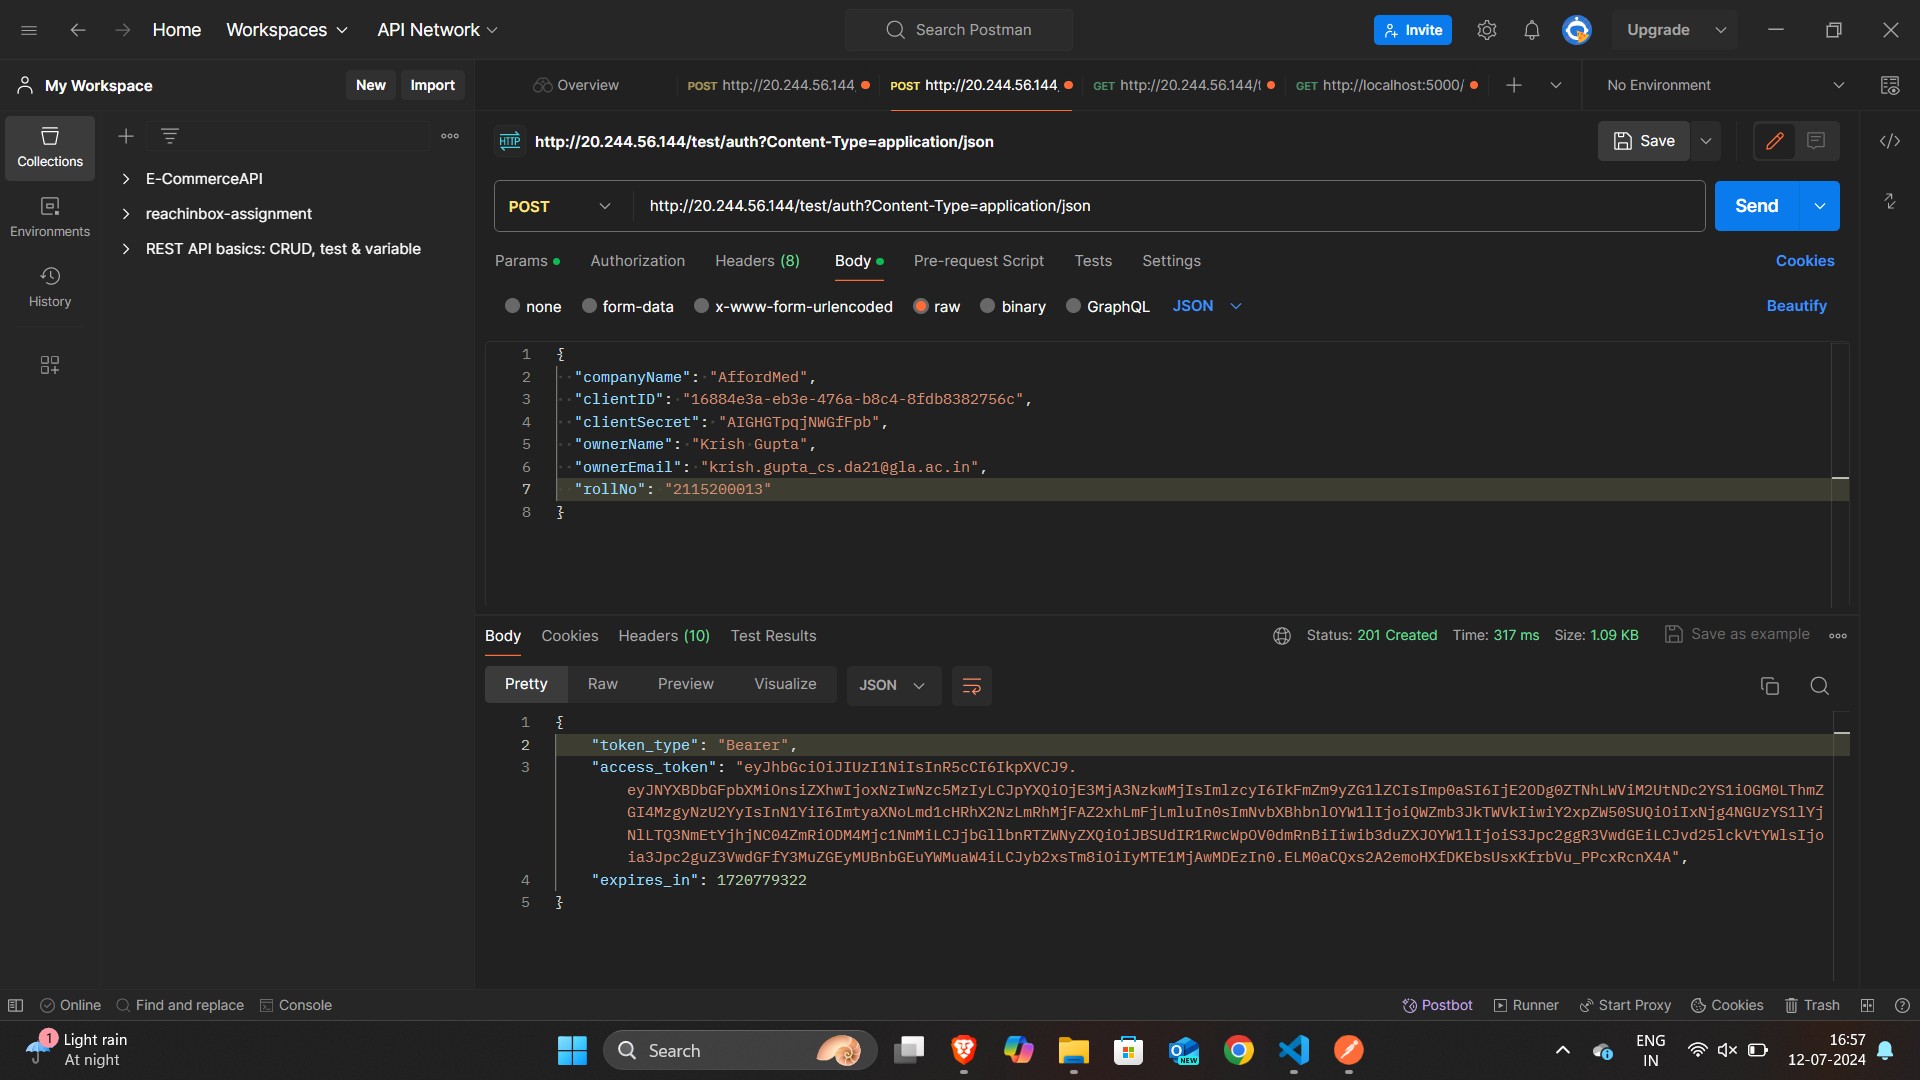 Home Workspaces API Network Search Postman Invite Upgrade
My Workspace New Import Overview POST http://20.244.56.144 POST http://20.244.56.144 GET http://20.244.56.144/t GET http://localhost:5000/ No Environment
http://20.244.56.144/test/auth?Content-Type=application/json Save
Collections
E-CommerceAPI
reachinbox-assignment
REST API basics: CRUD, test & variable
Environments
History
POST http://20.244.56.144/test/auth?Content-Type=application/json Send
Params Authorization Headers (8) Body Pre-request Script Tests Settings Cookies
none form-data x-www-form-urlencoded raw binary GraphQL JSON Beautify
1 {
2 "companyName": "AffordMed",
3 "clientID": "16884e3a-eb3e-476a-b8c4-8fdb8382756c",
4 "clientSecret": "AIGHGTpqjNWGfFpb",
5 "ownerName": "Krish Gupta",
6 "ownerEmail": "krish.gupta_cs.da21@gla.ac.in",
7 "rollNo": "2115200013"
8 }
Body Cookies Headers (10) Test Results Status: 201 Created Time: 317 ms Size: 1.09 KB Save as example
Pretty Raw Preview Visualize JSON
1 {
2 "token_type": "Bearer",
3 "access_token": "eyJhbGciOiJIUzI1NiIsInR5cCI6IkpXVCJ9.
eyJNYXBDbGFpbXMiOnsiZXhwIjoxNzIwNzc5MzIyLCJpYXQiOjE3MjA3NzkwMjIsImlzcyI6IkFmZm9yZG1lZCIsImp0aSI6IjE2ODg0ZTNhLWViM2UtNDc2YS1iOGM0LThmZ
GI4MzgyNzU2YyIsInN1YiI6ImtyaXNoLmd1cHRhX2NzLmRhMjFAZ2xhLmFjLmluIn0sImNvbXBhbnlOYW1lIjoiQWZmb3JkTWVkIiwiY2xpZW50SUQiOiIxNjg4NGUzYS1lYj
NlLTQ3NmEtYjhjNC04ZmRiODM4Mjc1NmMiLCJjbGllbnRTZWNyZXQiOiJBSUdIR1RwcWpOV0dmRnBiIiwib3duZXJOYW1lIjoiS3Jpc2ggR3VwdGEiLCJvd25lckVtYWlsIjo
ia3Jpc2guZ3VwdGFfY3MuZGEyMUBnbGEuYWMuaW4iLCJyb2xsTm8iOiIyMTE1MjAwMDEzIn0.ELM0aCQxs2A2emoHXfDKEbsUsxKfrbVu_PPcxRcnX4A",
4 "expires_in": 1720779322
5 }
Online Find and replace Console Postbot Runner Start Proxy Cookies Trash
1 Light rain
At night
Search
NEW
ENG
IN
16:57
12-07-2024